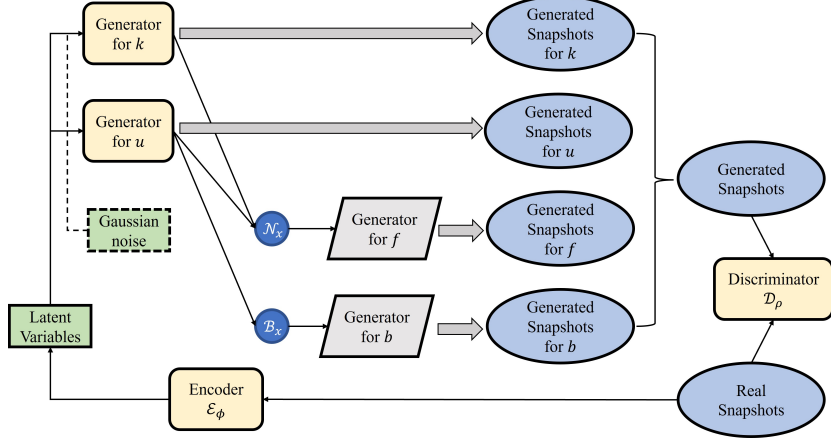 Generator
for k
Generated
Snapshots
for k
Generator
for u
Generated
Snapshots
for u
Generated
Snapshots
Gaussian
noise
𝒩ₓ
Generator
for f
Generated
Snapshots
for f
Discriminator
𝒟ᵨ
Latent
Variables
ℬₓ
Generator
for b
Generated
Snapshots
for b
Encoder
ℰᵩ
Real
Snapshots